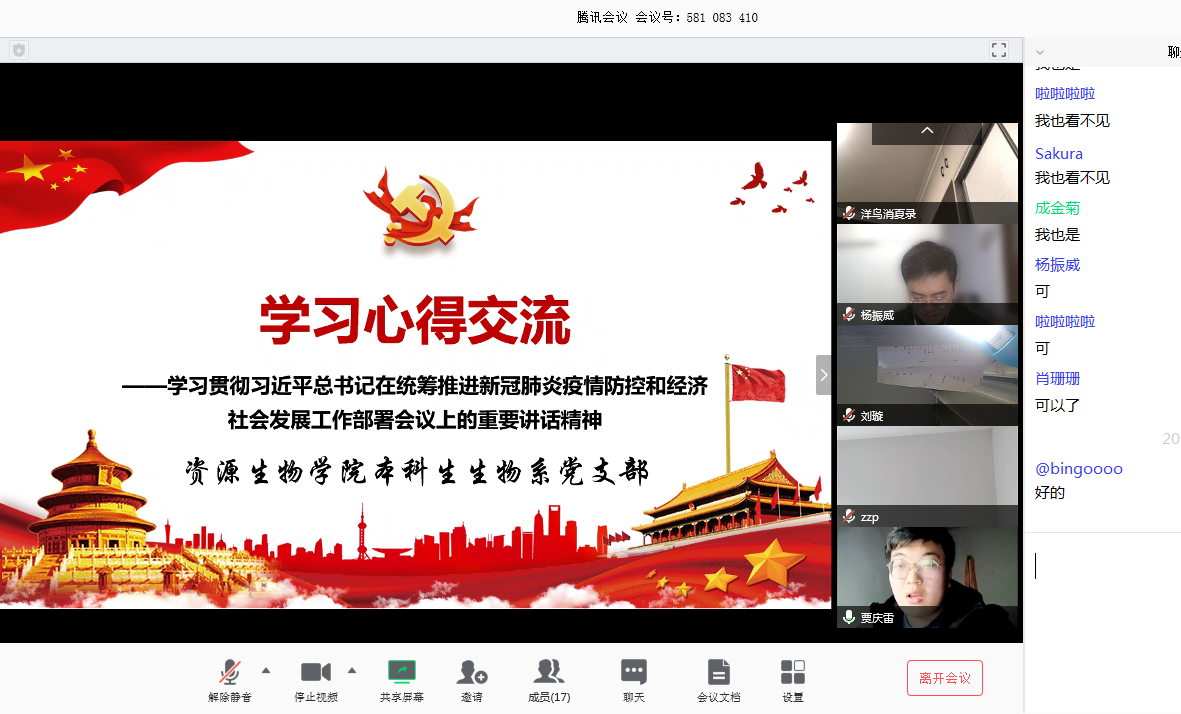 腾讯会议 会议号: 581 083 410
聊
我也是
啦啦啦啦
我也看不见
Sakura
我也看不见
成金菊
我也是
杨振威
可
啦啦啦啦
可
肖珊珊
可以了
20
@bingoooo
好的
学习心得交流
——学习贯彻习近平总书记在统筹推进新冠肺炎疫情防控和经济
社会发展工作部署会议上的重要讲话精神
资源生物学院本科生生物系党支部
洋鸟消夏录
杨振威
刘璇
zzp
贾庆雷
解除静音
停止视频
共享屏幕
邀请
成员(17)
聊天
会议文档
设置
离开会议